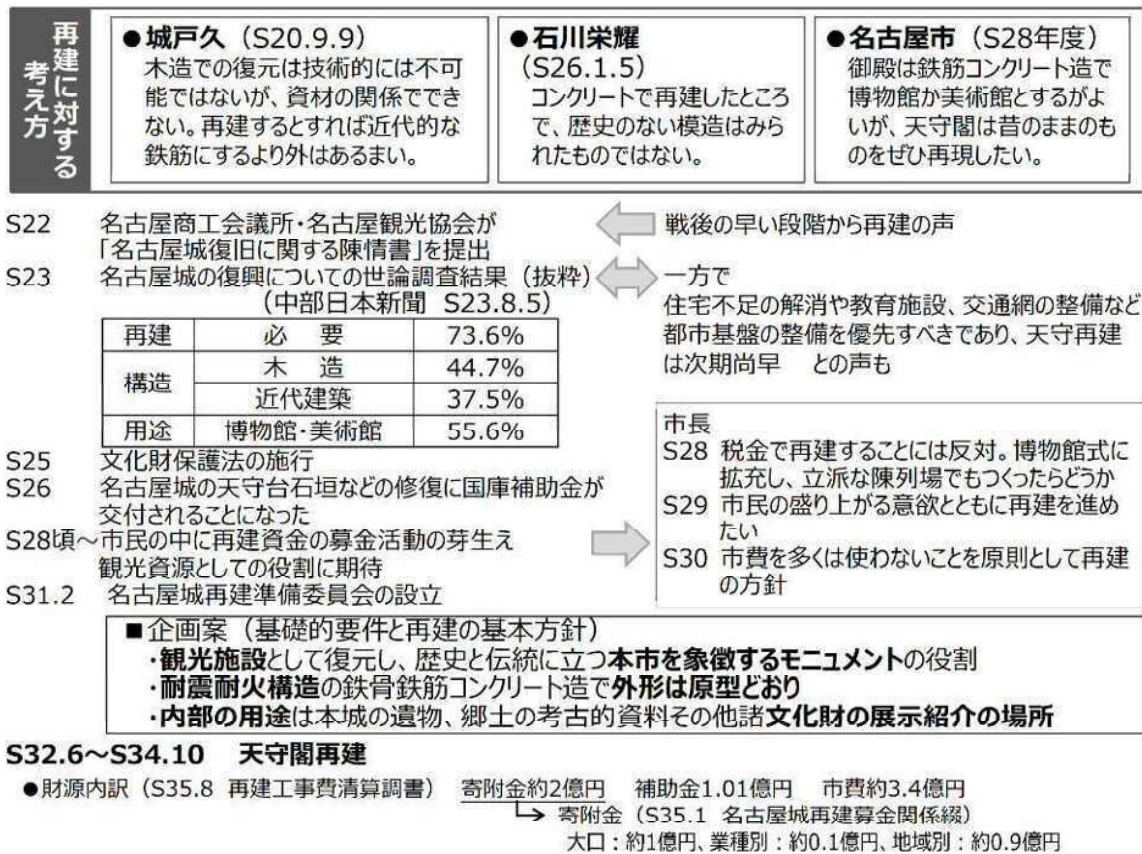 再建に対する
考え方
●城戸久（S20.9.9）
木造での復元は技術的には不可
能ではないが、資材の関係ででき
ない。再建するとすれば近代的な
鉄筋にするより外はあるまい。
●石川栄耀
（S26.1.5）
コンクリートで再建したところ
で、歴史のない模造はみら
れたものではない。
●名古屋市（S28年度）
御殿は鉄筋コンクリート造で
博物館か美術館とするがよ
いが、天守閣は昔のままのも
のをぜひ再現したい。
S22 名古屋商工会議所・名古屋観光協会が
「名古屋城復旧に関する陳情書」を提出
戦後の早い段階から再建の声
S23 名古屋城の復興についての世論調査結果（抜粋）
（中部日本新聞 S23.8.5）
一方で
住宅不足の解消や教育施設、交通網の整備など
都市基盤の整備を優先すべきであり、天守再建
は次期尚早 との声も
再建 必 要 73.6%
構造 木 造 44.7%
近代建築 37.5%
用途 博物館・美術館 55.6%
S25 文化財保護法の施行
S26 名古屋城の天守台石垣などの修復に国庫補助金が
交付されることになった
S28頃～市民の中に再建資金の募金活動の芽生え
観光資源としての役割に期待
S31.2 名古屋城再建準備委員会の設立
市長
S28 税金で再建することには反対。博物館式に
拡充し、立派な陳列場でもつくったらどうか
S29 市民の盛り上がる意欲とともに再建を進め
たい
S30 市費を多くは使わないことを原則として再建
の方針
■企画案（基礎的要件と再建の基本方針）
・観光施設として復元し、歴史と伝統に立つ本市を象徴するモニュメントの役割
・耐震耐火構造の鉄骨鉄筋コンクリート造で外形は原型どおり
・内部の用途は本城の遺物、郷土の考古的資料その他諸文化財の展示紹介の場所
S32.6～S34.10 天守閣再建
●財源内訳（S35.8 再建工事費清算調書） 寄附金約2億円 補助金1.01億円 市費約3.4億円
寄附金（S35.1 名古屋城再建募金関係綴）
大口：約1億円、業種別：約0.1億円、地域別：約0.9億円